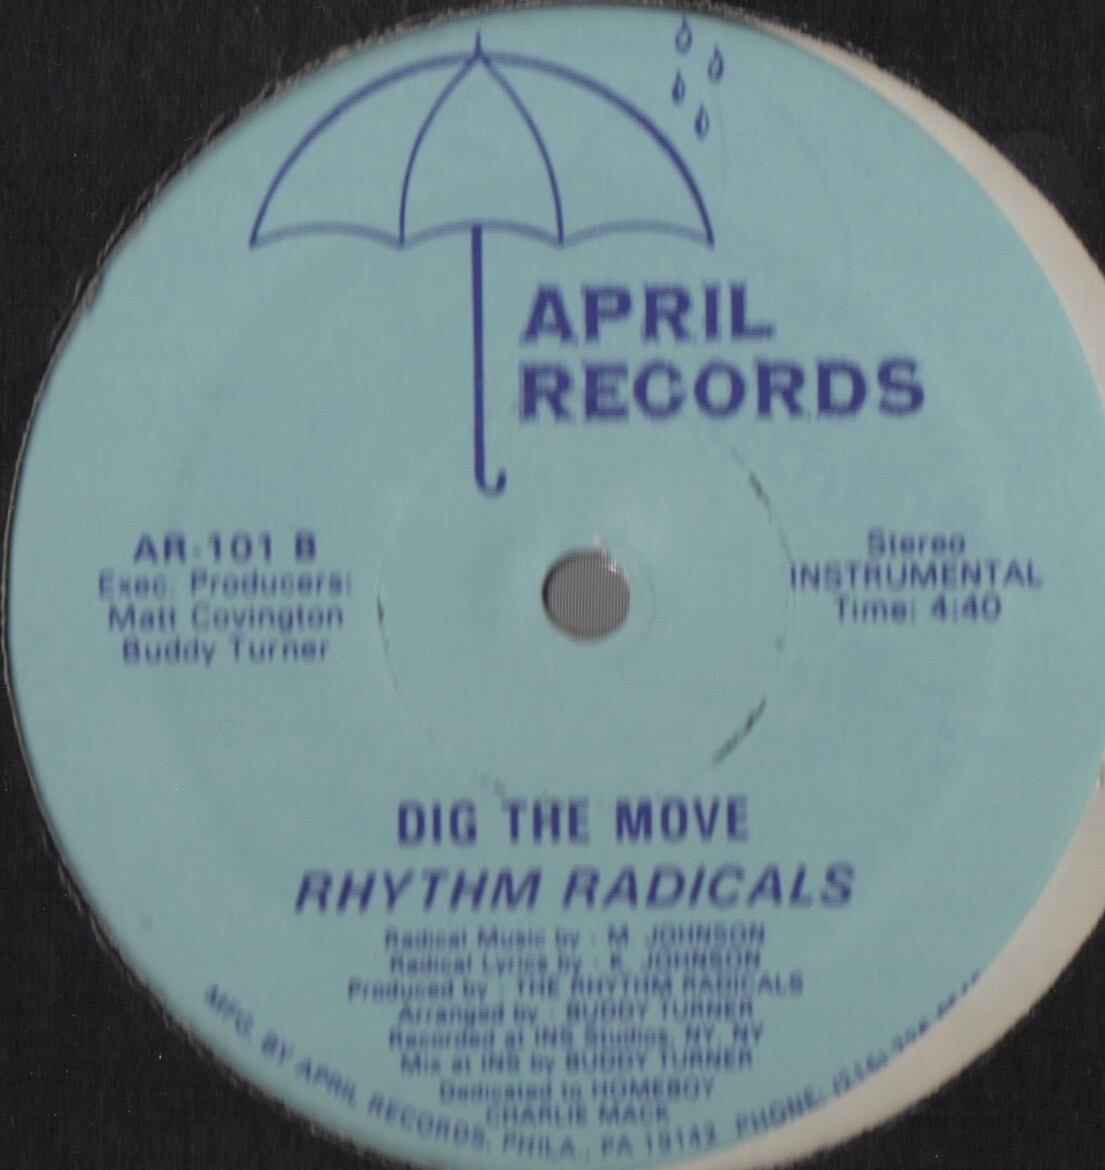 APRIL
RECORDS
AR-101 B
Exec. Producers:
Matt Covington
Buddy Turner
Stereo
INSTRUMENTAL
Time: 4:40
DIG THE MOVE
RHYTHM RADICALS
Radical Music by : M. JOHNSON
Radical Lyrics by : K. JOHNSON
Produced by : THE RHYTHM RADICALS
Arranged by : BUDDY TURNER
Recorded at INS Studios, NY, NY
Mix at INS by BUDDY TURNER
Dedicated to HOMEBOY
CHARLIE MACK
MFG. BY APRIL RECORDS, PHILA., PA 19142 PHONE: (215)